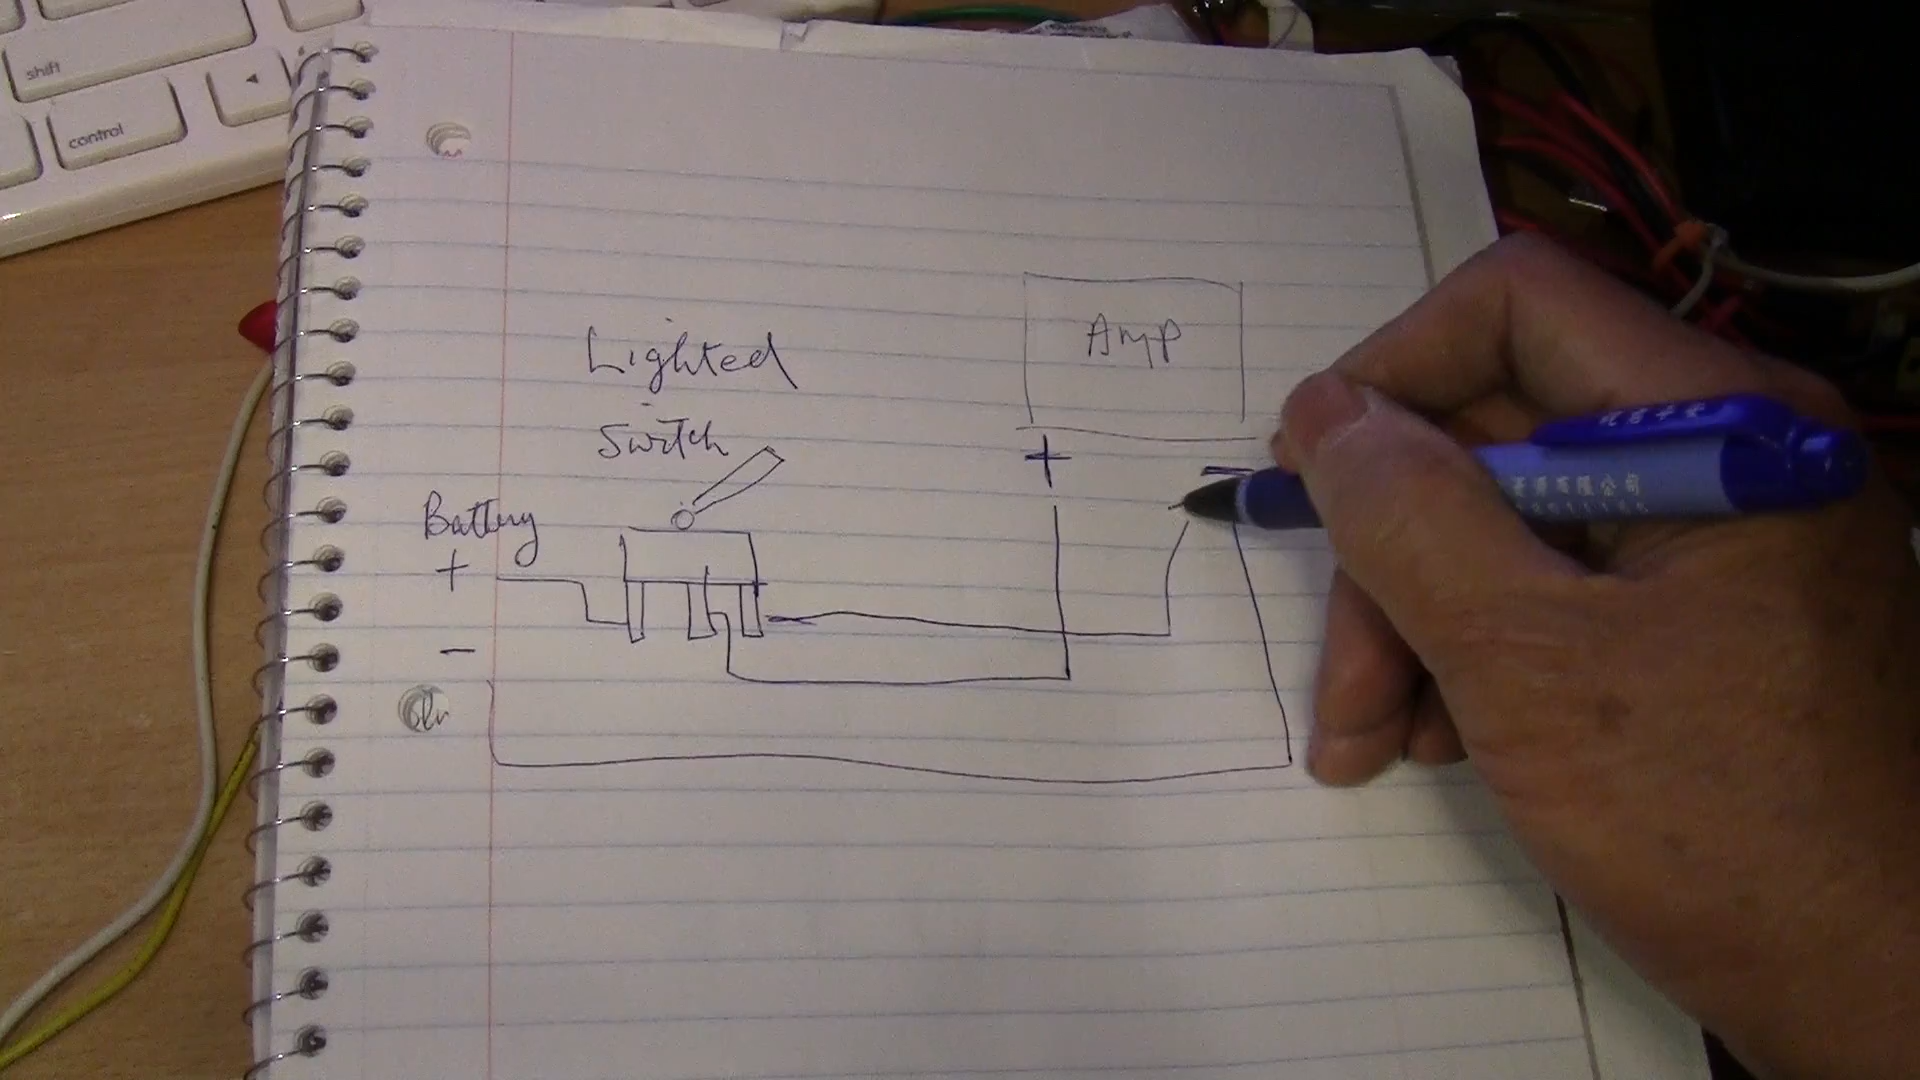 shift
control
Amp
Lighted
Switch
Battery
+
-
+
-